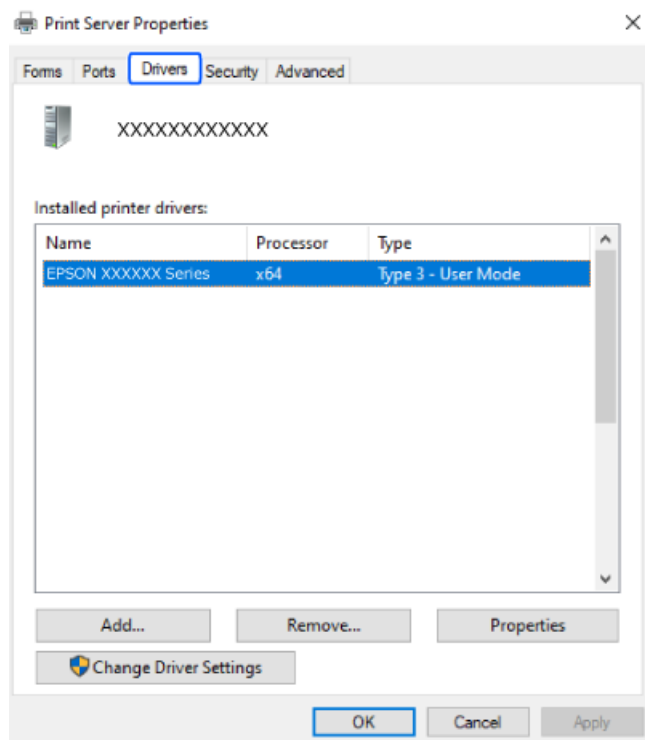 Print Server Properties
Forms Ports Drivers Security Advanced
XXXXXXXXXXXX
Installed printer drivers:
Name Processor Type
EPSON XXXXXX Series x64 Type 3 - User Mode
Add... Remove... Properties
Change Driver Settings
OK Cancel Apply